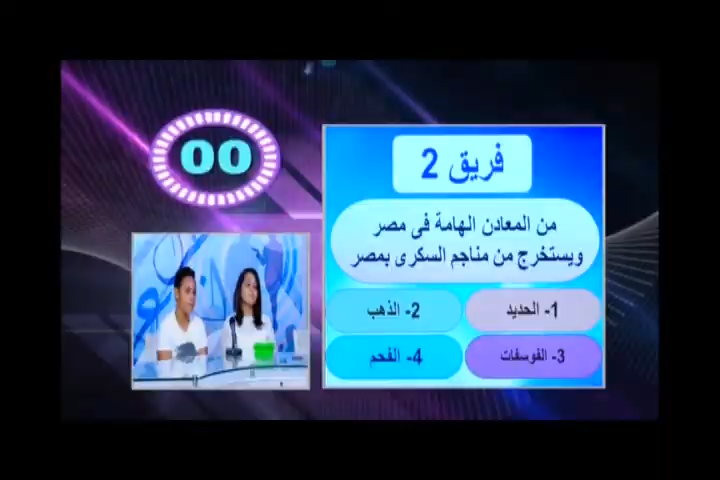 00
فريق 2
من المعادن الهامة فى مصر
ويستخرج من مناجم السكرى بمصر
1- الحديد
2- الذهب
3- الفوسفات
4- الفحم